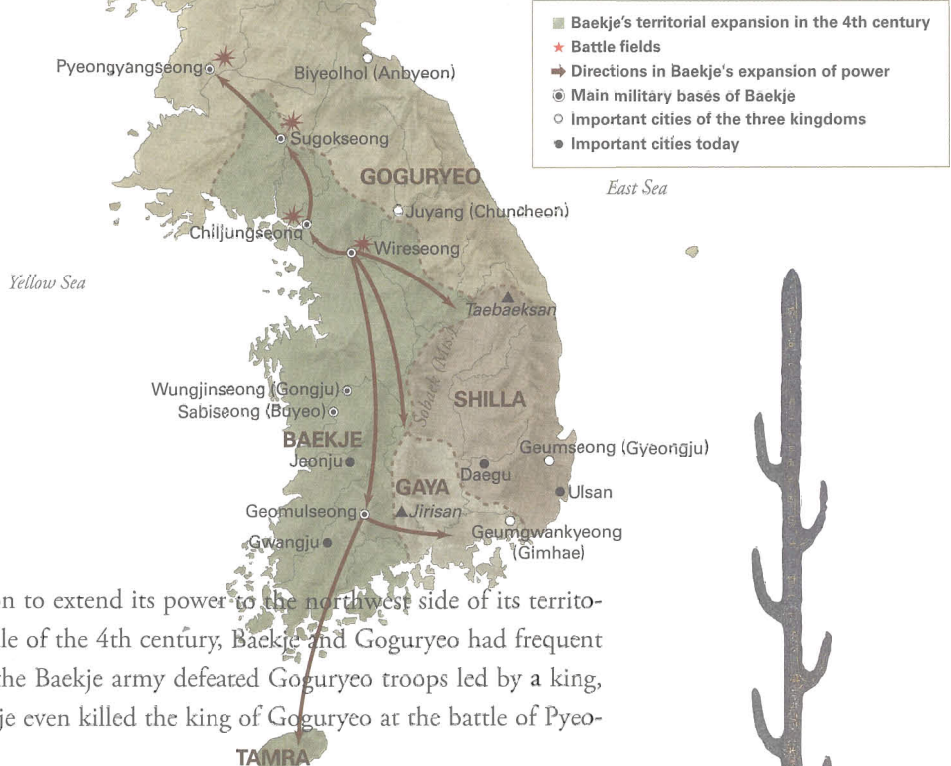 Baekje's territorial expansion in the 4th century
Battle fields
Directions in Baekje's expansion of power
Main military bases of Baekje
Important cities of the three kingdoms
Important cities today
Pyeongyangseong
Biyeolhol (Anbyeon)
Sugokseong
GOGURYEO
East Sea
Juyang (Chuncheon)
Chiljungseong
Wireseong
Yellow Sea
Taebaeksan
Sobaek (Mts.)
Wungjinseong (Gongju)
SHILLA
Sabiseong (Buyeo)
BAEKJE
Geumseong (Gyeongju)
Jeonju
Daegu
GAYA
Ulsan
Geomulseong
Jirisan
Geumgwankyeong
(Gimhae)
Gwangju
on to extend its power to the northwest side of its territo-
le of the 4th century, Baekje and Goguryeo had frequent
the Baekje army defeated Goguryeo troops led by a king,
je even killed the king of Goguryeo at the battle of Pyeo-
TAMRA